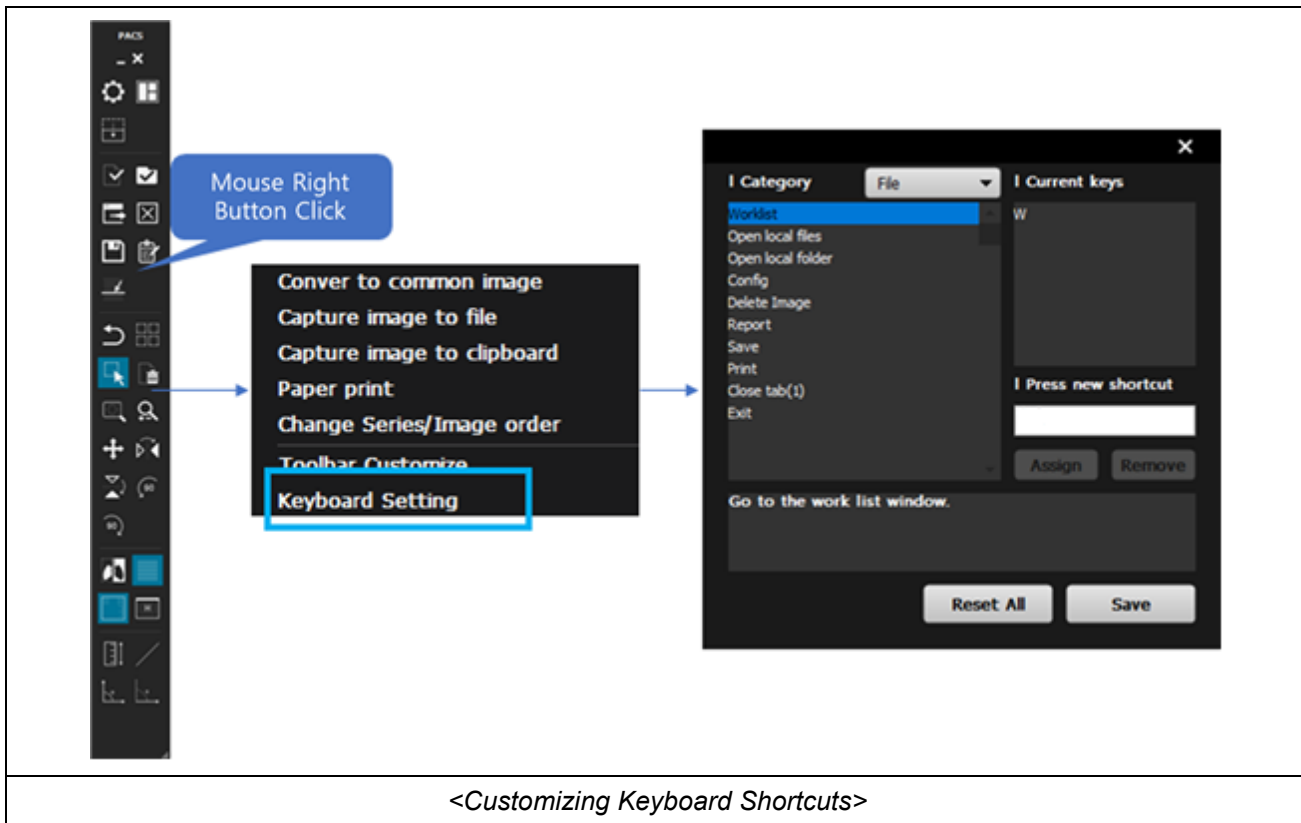 PACS
Mouse Right
Button Click
Conver to common image
Capture image to file
Capture image to clipboard
Paper print
Change Series/Image order
Toolbar Customize
Keyboard Setting
I Category
File
I Current keys
Worklist
Open local files
Open local folder
Config
Delete Image
Report
Save
Print
Close tab(1)
Exit
W
I Press new shortcut
Assign
Remove
Go to the work list window.
Reset All
Save
<Customizing Keyboard Shortcuts>